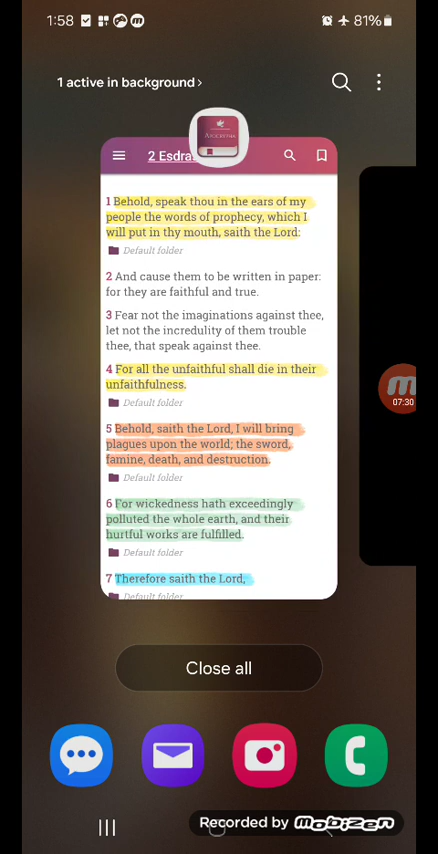 1:58
81%
1 active in background ›
2 Esdras
1 Behold, speak thou in the ears of my
people the words of prophecy, which I
will put in thy mouth, saith the Lord:
Default folder
2 And cause them to be written in paper:
for they are faithful and true.
3 Fear not the imaginations against thee,
let not the incredulity of them trouble
thee, that speak against thee.
4 For all the unfaithful shall die in their
unfaithfulness.
Default folder
5 Behold, saith the Lord, I will bring
plagues upon the world; the sword,
famine, death, and destruction.
Default folder
6 For wickedness hath exceedingly
polluted the whole earth, and their
hurtful works are fulfilled.
Default folder
7 Therefore saith the Lord,
Default folder
07:30
Close all
Recorded by MOBIZEN